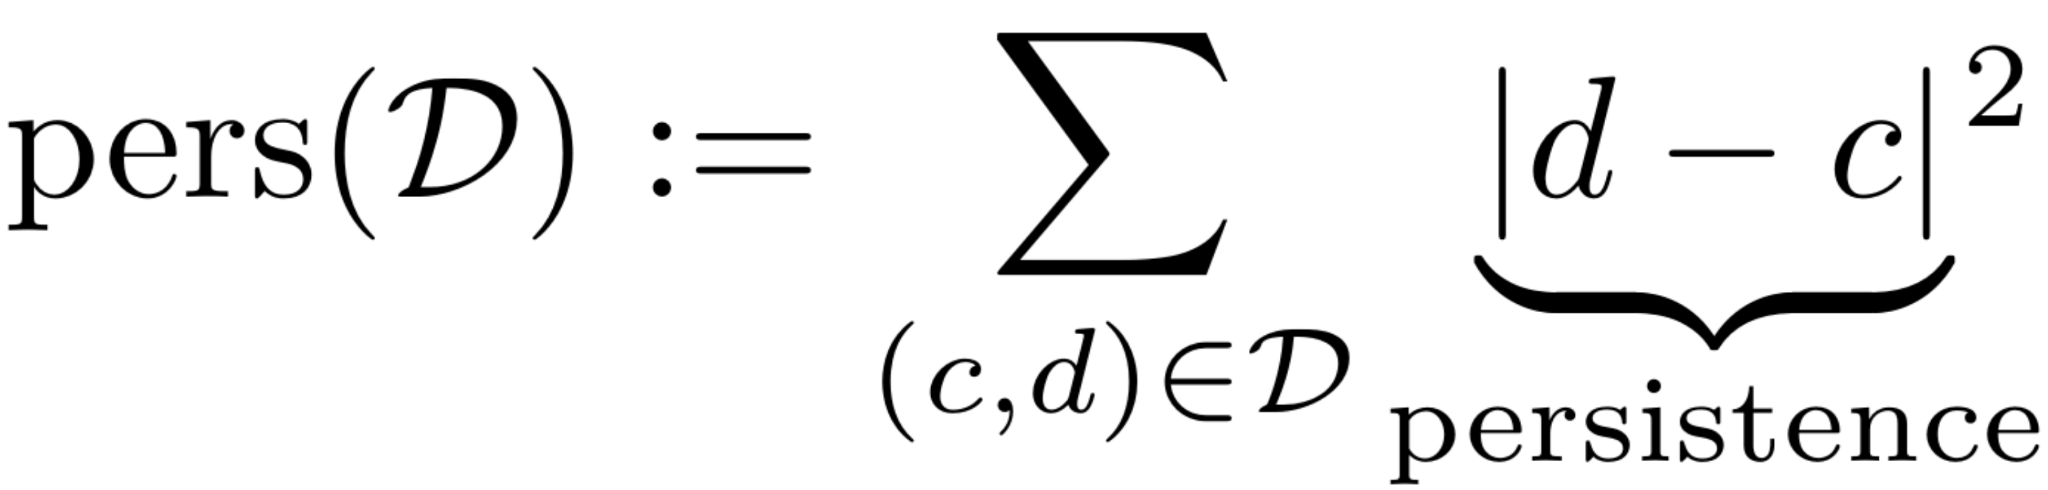 pers(𝒟) := ∑ |d − c|²
(c,d)∈𝒟 persistence